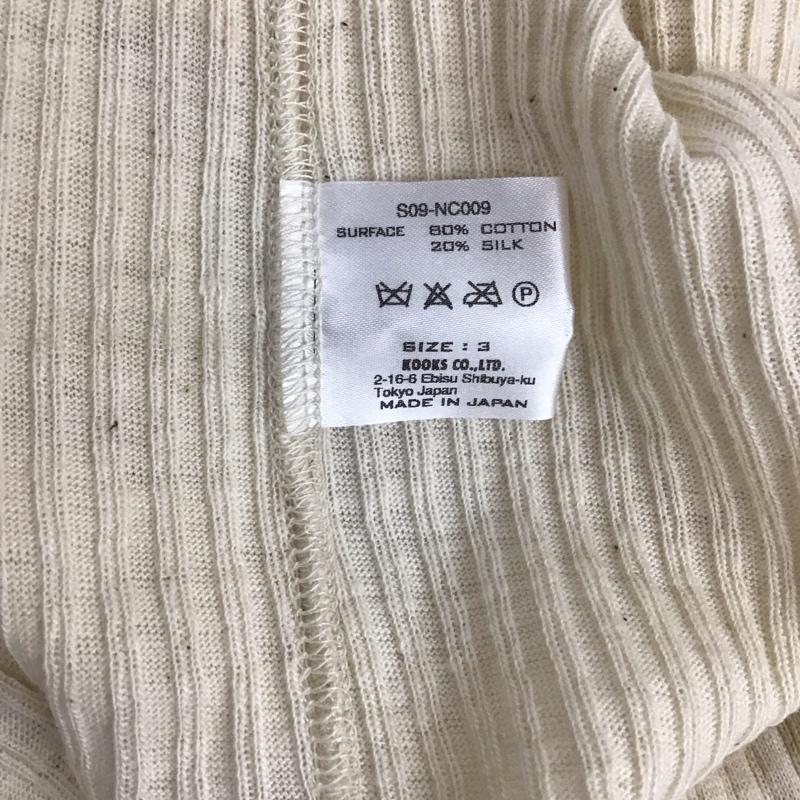 S09-NC009
SURFACE 80% COTTON
20% SILK
P
SIZE : 3
KOOKS CO.,LTD.
2-16-6 Ebisu Shibuya-ku
Tokyo Japan
MADE IN JAPAN